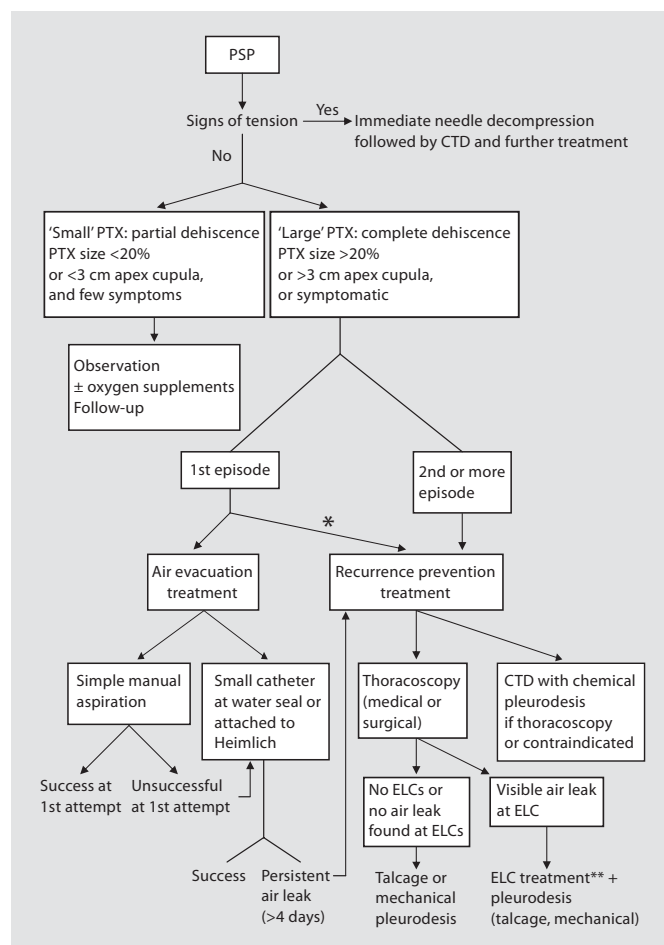 PSP
Signs of tension
Yes
Immediate needle decompression
followed by CTD and further treatment
No
‘Small’ PTX: partial dehiscence
PTX size <20%
or <3 cm apex cupula,
and few symptoms
‘Large’ PTX: complete dehiscence
PTX size >20%
or >3 cm apex cupula,
or symptomatic
Observation
± oxygen supplements
Follow-up
1st episode
2nd or more
episode
*
Air evacuation
treatment
Recurrence prevention
treatment
Simple manual
aspiration
Small catheter
at water seal or
attached to
Heimlich
Thoracoscopy
(medical or
surgical)
CTD with chemical
pleurodesis
if thoracoscopy
or contraindicated
Success at
1st attempt
Unsuccessful
at 1st attempt
No ELCs or
no air leak
found at ELCs
Visible air leak
at ELC
Success
Persistent
air leak
(>4 days)
Talcage or
mechanical
pleurodesis
ELC treatment** +
pleurodesis
(talcage, mechanical)